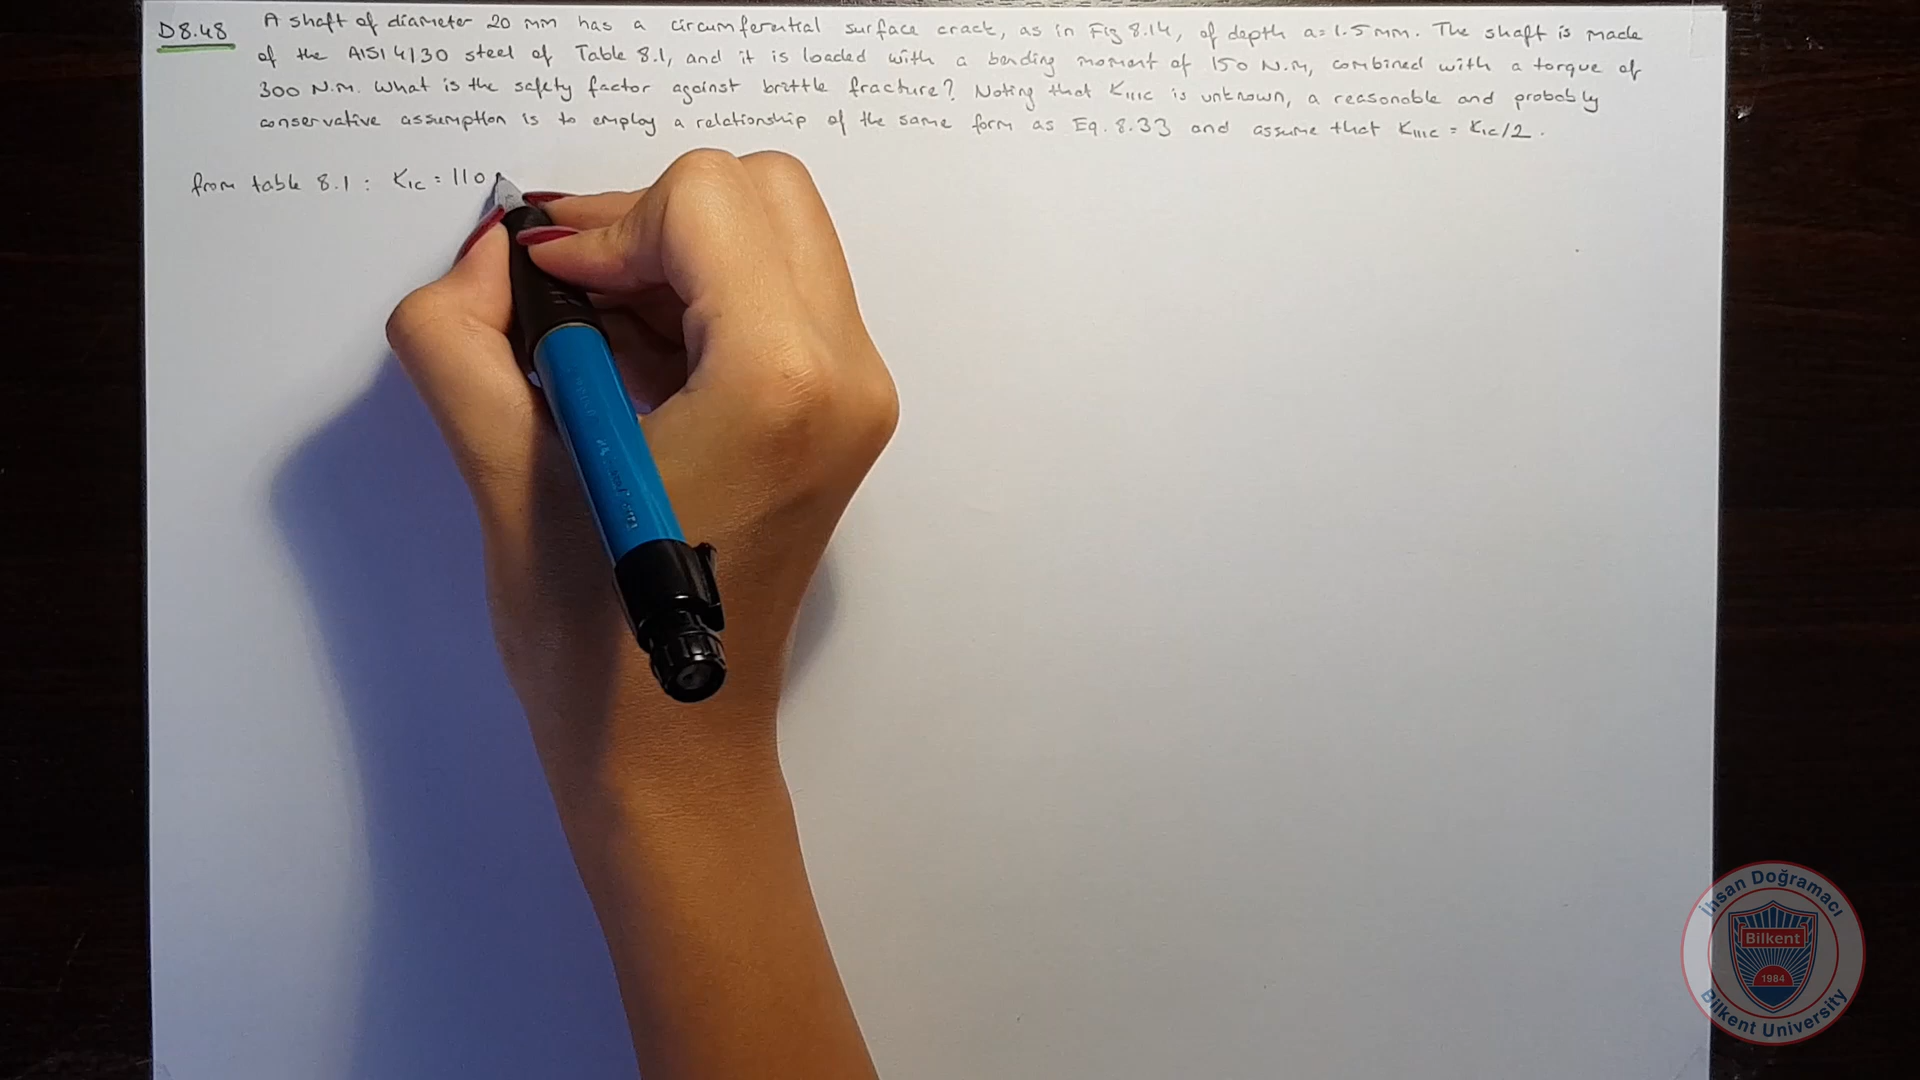 D8.48 A shaft of diameter 20 mm has a circumferential surface crack, as in Fig 8.14, of depth a=1.5mm. The shaft is made
of the AISI 4130 steel of Table 8.1, and it is loaded with a bending moment of 150 N.m, combined with a torque of
300 N.m. What is the safety factor against brittle fracture? Noting that KIIIC is unknown, a reasonable and probably
conservative assumption is to employ a relationship of the same form as Eq. 8.33 and assume that KIIIC = KIC/2.
from table 8.1: KIC = 110
İhsan Doğramacı
Bilkent
1984
Bilkent University